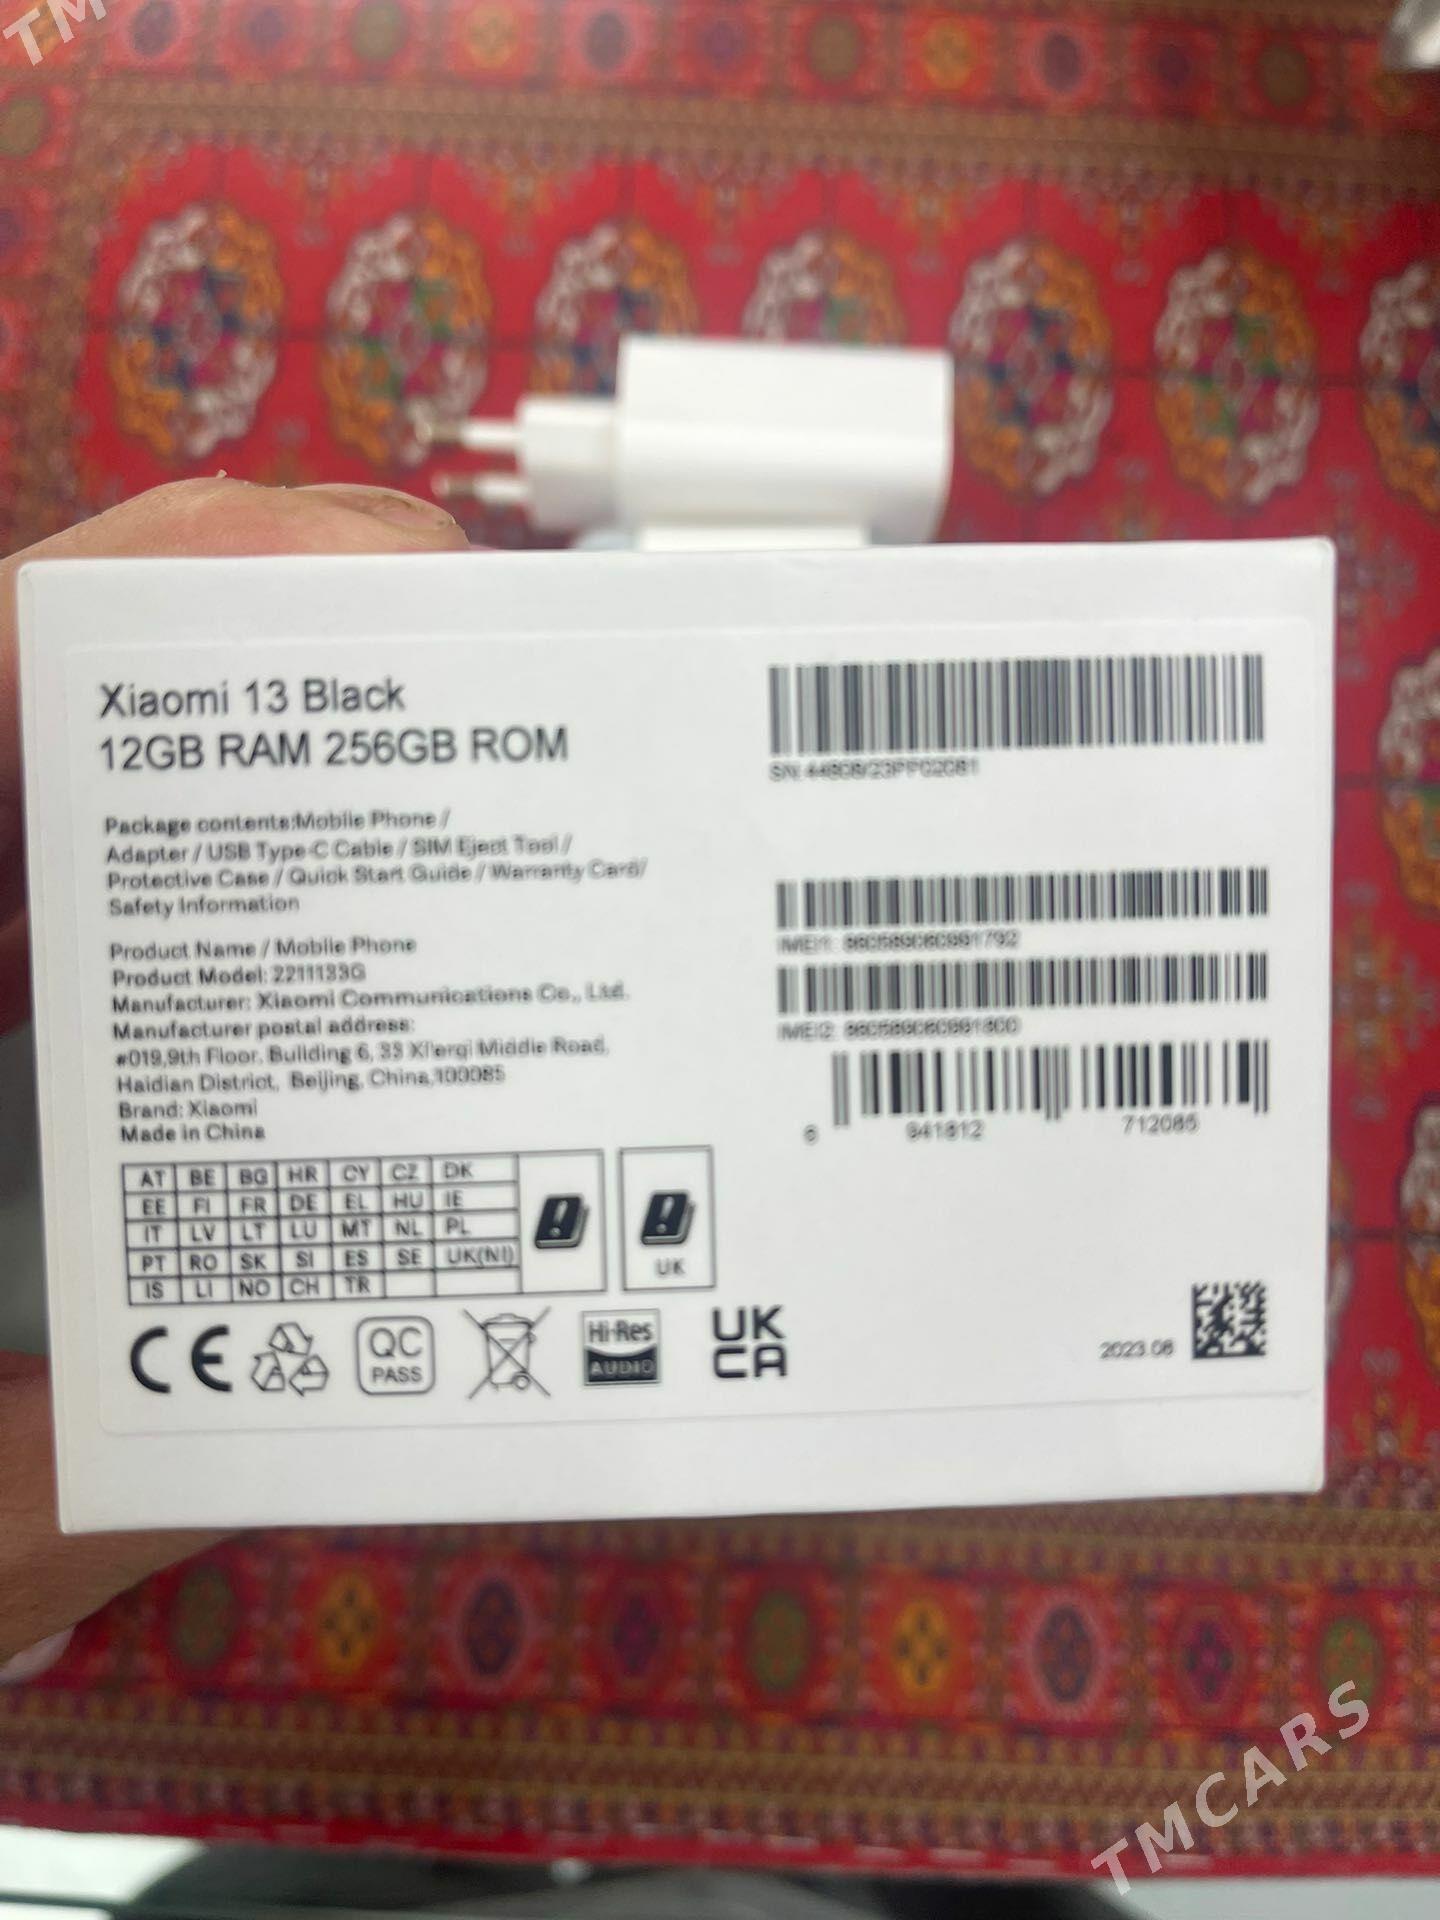 TM
Xiaomi 13 Black
12GB RAM 256GB ROM
Package contents:Mobile Phone /
Adapter / USB Type-C Cable / SIM Eject Tool /
Protective Case / Quick Start Guide / Warranty Card/
Safety Information
Product Name / Mobile Phone
Product Model: 2211133G
Manufacturer: Xiaomi Communications Co., Ltd.
Manufacturer postal address:
#019,9th Floor, Building 6, 33 Xi'erqi Middle Road,
Haidian District, Beijing, China,100085
Brand: Xiaomi
Made in China
AT BE BG HR CY CZ DK
EE FI FR DE EL HU IE
IT LV LT LU MT NL PL
PT RO SK SI ES SE UK(NI)
IS LI NO CH TR
UK
CE
QC
PASS
Hi-Res
AUDIO
UK
CA
SN:
IMEI1:
IMEI2:
6 941812 712085
2023.08
TMCARS